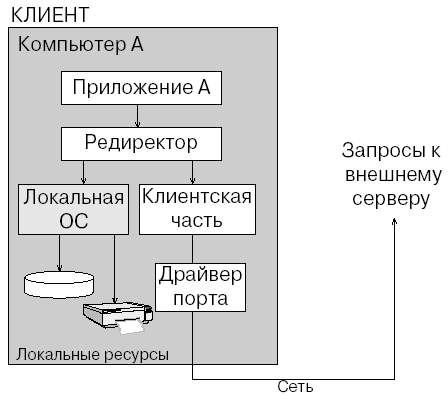 КЛИЕНТ
Компьютер А
Приложение А
Редиректор
Локальная
ОС
Клиентская
часть
Драйвер
порта
Локальные ресурсы
Запросы к
внешнему
серверу
Сеть